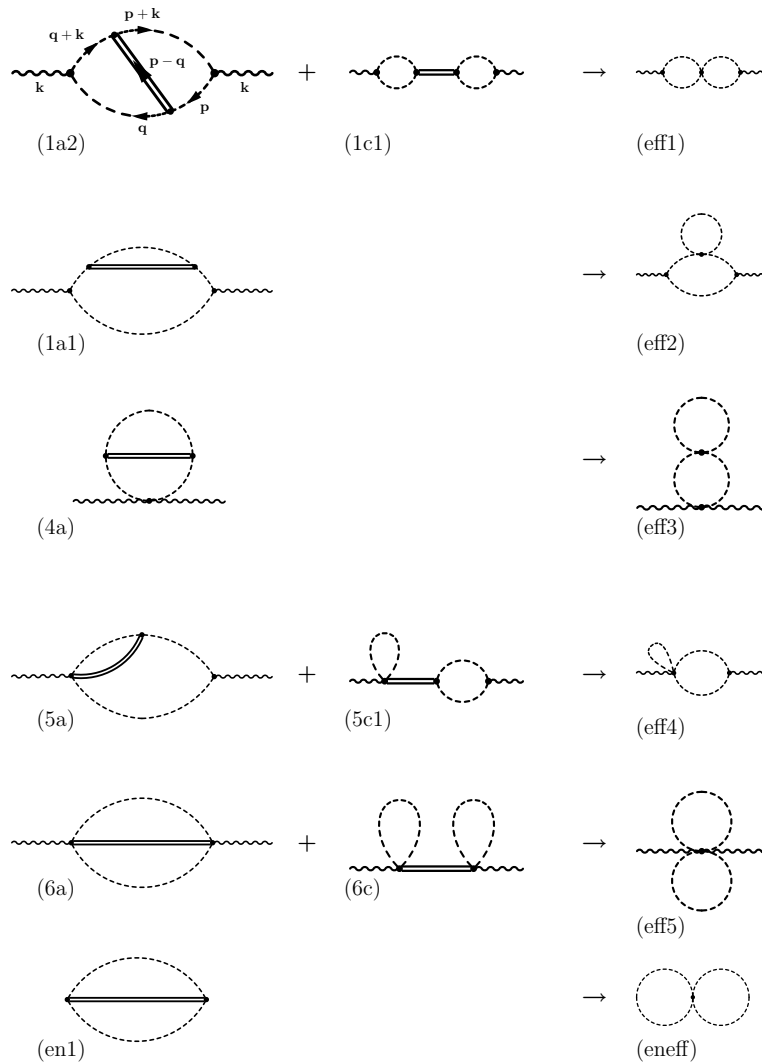 q + k
p + k
p − q
k
k
q
p
+
→
(1a2)
(1c1)
(eff1)
→
(1a1)
(eff2)
→
(4a)
(eff3)
+
→
(5a)
(5c1)
(eff4)
+
→
(6a)
(6c)
(eff5)
→
(en1)
(eneff)